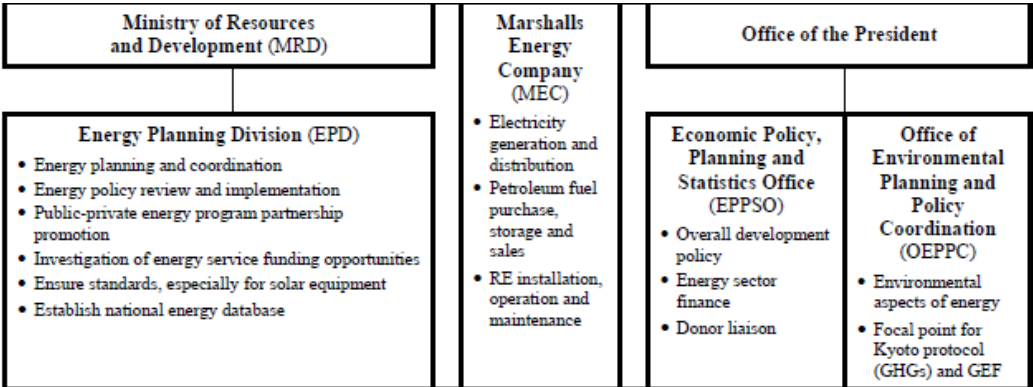 Ministry of Resources
and Development (MRD)
Energy Planning Division (EPD)
• Energy planning and coordination
• Energy policy review and implementation
• Public-private energy program partnership
promotion
• Investigation of energy service funding opportunities
• Ensure standards, especially for solar equipment
• Establish national energy database
Marshalls
Energy
Company
(MEC)
• Electricity
generation and
distribution
• Petroleum fuel
purchase,
storage and
sales
• RE installation,
operation and
maintenance
Office of the President
Economic Policy,
Planning and
Statistics Office
(EPPSO)
• Overall development
policy
• Energy sector
finance
• Donor liaison
Office of
Environmental
Planning and
Policy
Coordination
(OEPPC)
• Environmental
aspects of energy
• Focal point for
Kyoto protocol
(GHGs) and GEF